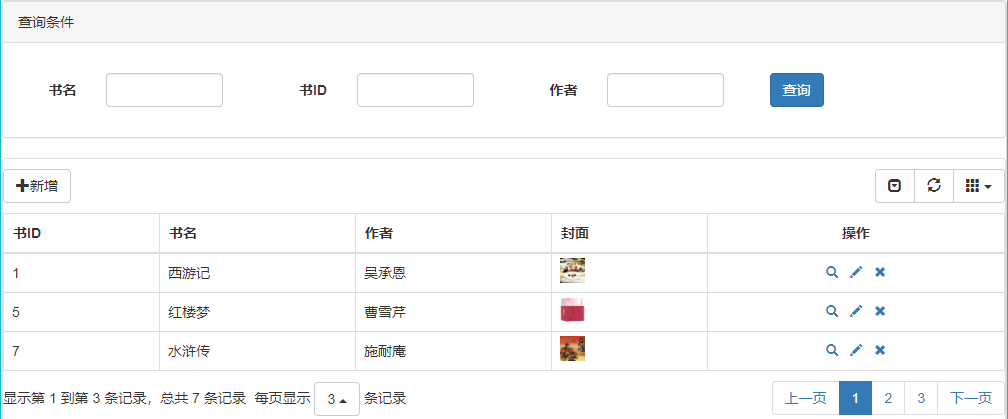 查询条件
书名 书ID 作者 查询
新增
书ID 书名 作者 封面 操作
1 西游记 吴承恩
5 红楼梦 曹雪芹
7 水浒传 施耐庵
显示第 1 到第 3 条记录，总共 7 条记录 每页显示 3 条记录 上一页 1 2 3 下一页